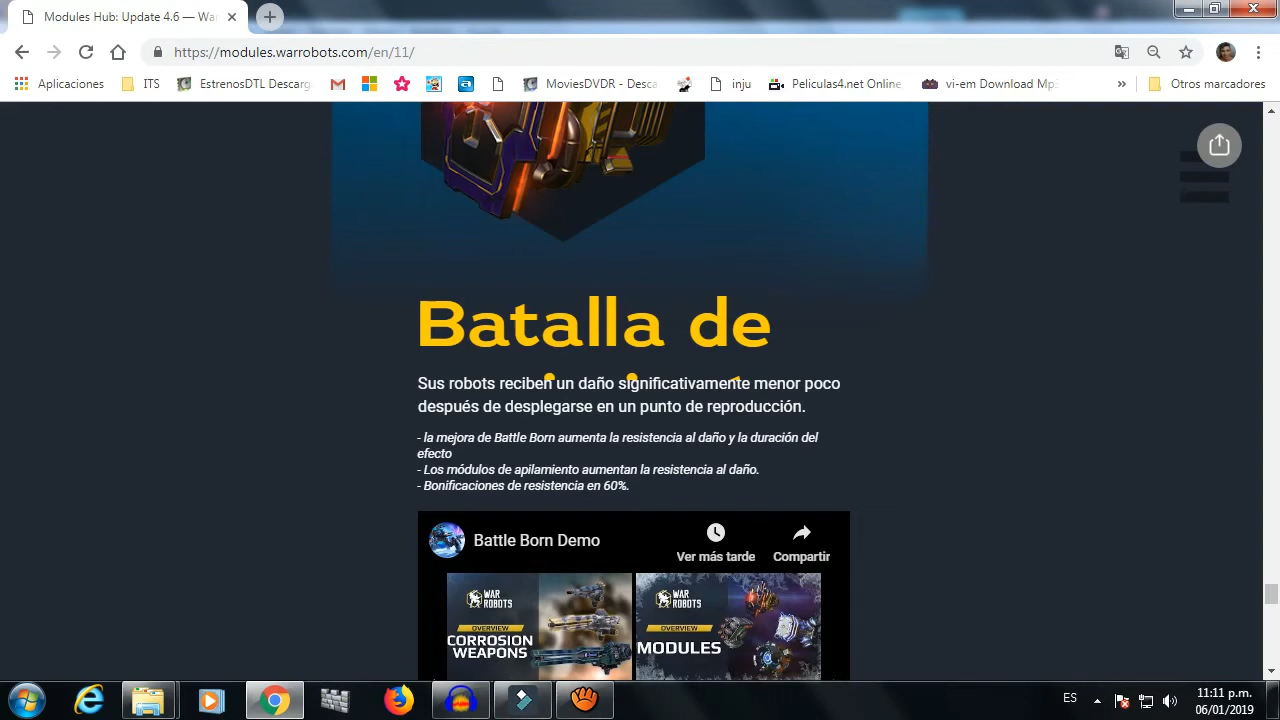 Modules Hub: Update 4.6 — War
https://modules.warrobots.com/en/11/
Aplicaciones ITS EstrenosDTL Descarg MoviesDVDR - Desca inju Peliculas4.net Online vi-em Download Mp3 » Otros marcadores
Batalla de
Sus robots reciben un daño significativamente menor poco
después de desplegarse en un punto de reproducción.
- la mejora de Battle Born aumenta la resistencia al daño y la duración del
efecto
- Los módulos de apilamiento aumentan la resistencia al daño.
- Bonificaciones de resistencia en 60%.
Battle Born Demo
Ver más tarde Compartir
WAR ROBOTS
OVERVIEW
CORROSION
WEAPONS
WAR ROBOTS
OVERVIEW
MODULES
ES
11:11 p.m.
06/01/2019